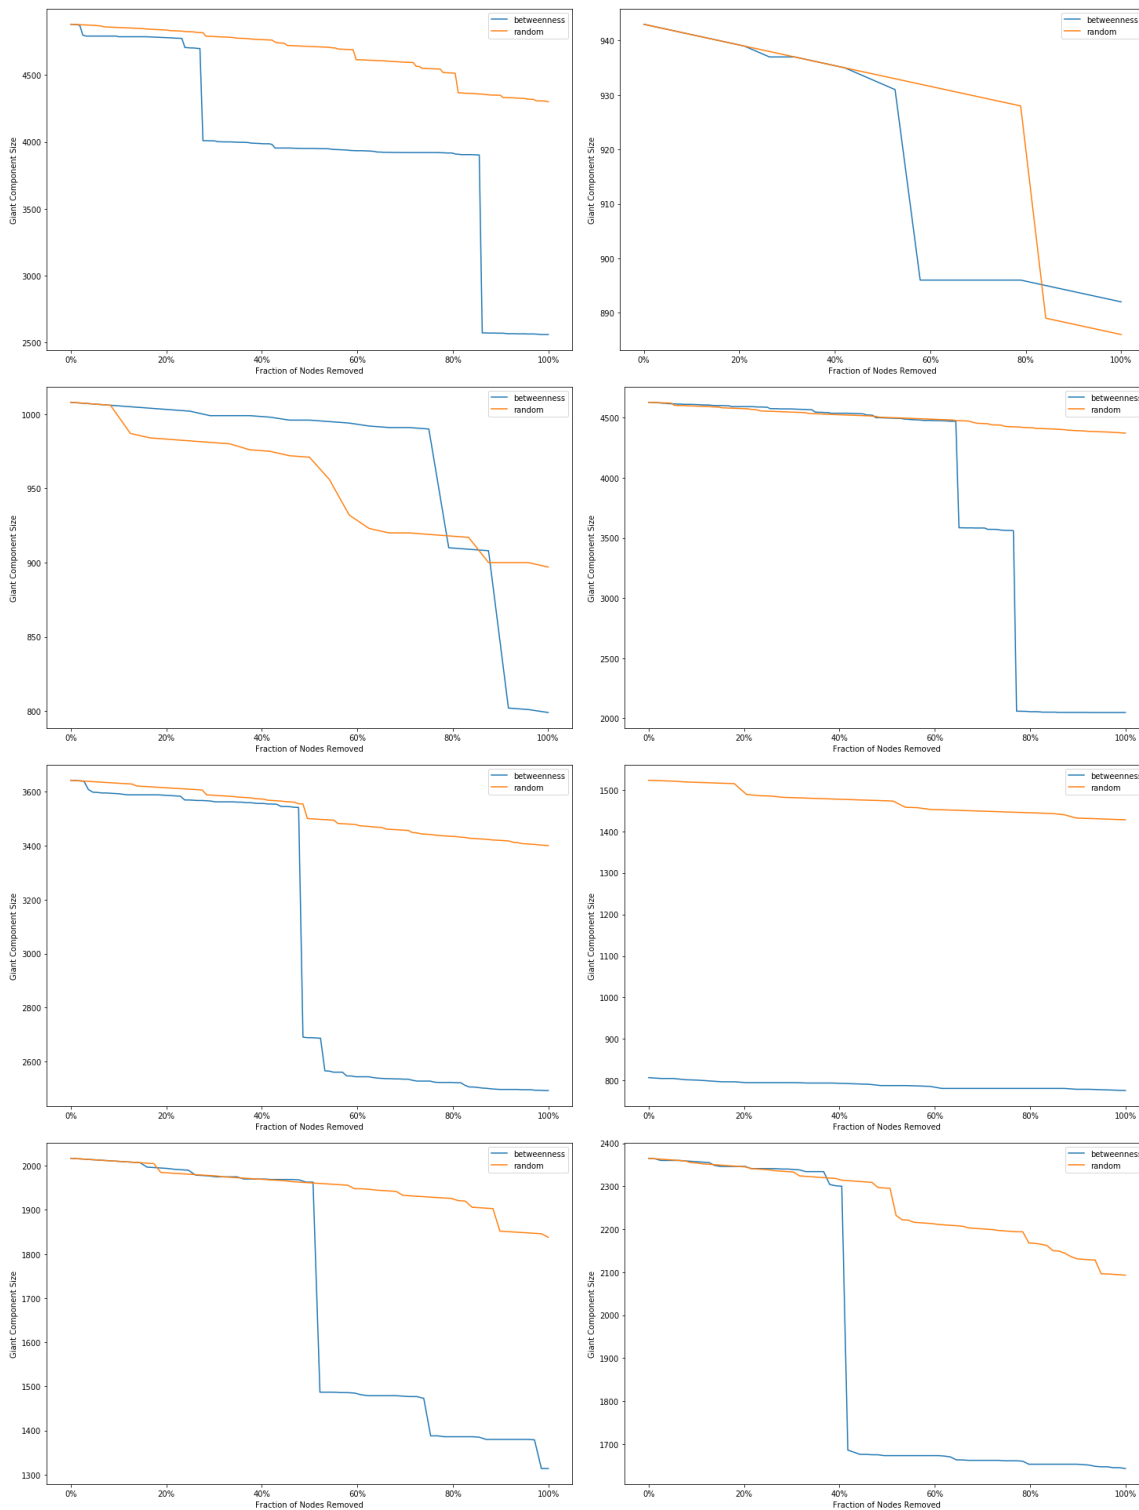 betweenness
random
4500
4000
3500
3000
2500
Giant Component Size
0% 20% 40% 60% 80% 100%
Fraction of Nodes Removed
betweenness
random
940
930
920
910
900
890
Giant Component Size
0% 20% 40% 60% 80% 100%
Fraction of Nodes Removed
betweenness
random
1000
950
900
850
800
Giant Component Size
0% 20% 40% 60% 80% 100%
Fraction of Nodes Removed
betweenness
random
4500
4000
3500
3000
2500
2000
Giant Component Size
0% 20% 40% 60% 80% 100%
Fraction of Nodes Removed
betweenness
random
3600
3400
3200
3000
2800
2600
Giant Component Size
0% 20% 40% 60% 80% 100%
Fraction of Nodes Removed
betweenness
random
1500
1400
1300
1200
1100
1000
900
800
Giant Component Size
0% 20% 40% 60% 80% 100%
Fraction of Nodes Removed
betweenness
random
2000
1900
1800
1700
1600
1500
1400
1300
Giant Component Size
0% 20% 40% 60% 80% 100%
Fraction of Nodes Removed
betweenness
random
2400
2300
2200
2100
2000
1900
1800
1700
Giant Component Size
0% 20% 40% 60% 80% 100%
Fraction of Nodes Removed